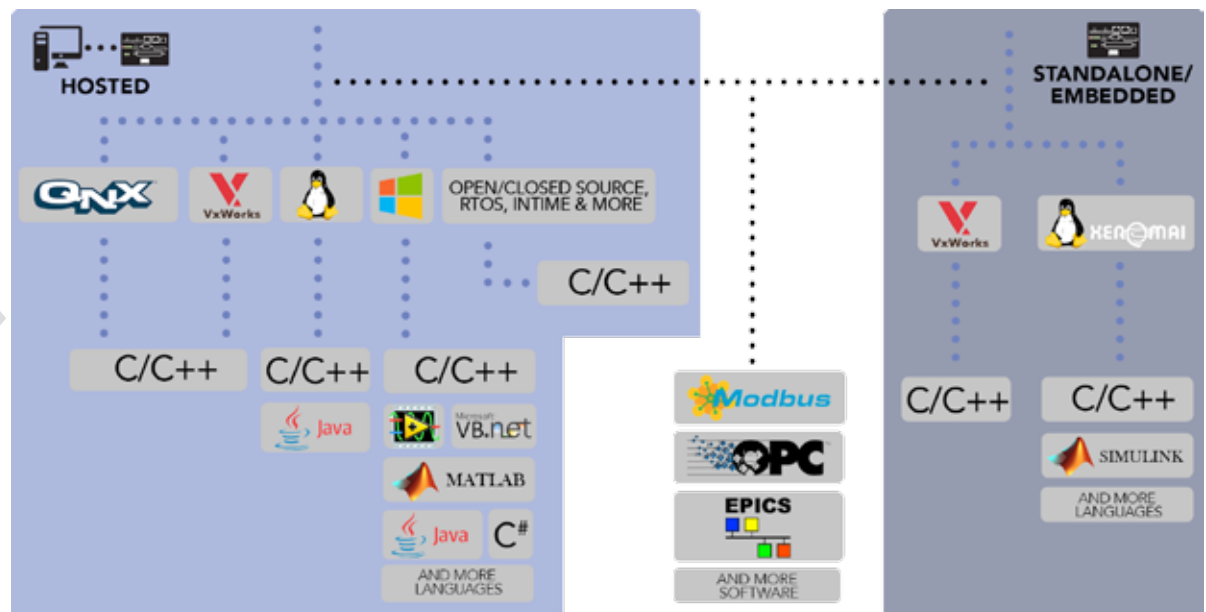 HOSTED
QNX
VxWorks
OPEN/CLOSED SOURCE,
RTOS, INTIME & MORE
C/C++
C/C++
C/C++
C/C++
Java
Microsoft
VB.net
MATLAB
Java
C#
AND MORE
LANGUAGES
Modbus
OPC
EPICS
AND MORE
SOFTWARE
STANDALONE/
EMBEDDED
VxWorks
XENOMAI
C/C++
C/C++
SIMULINK
AND MORE
LANGUAGES